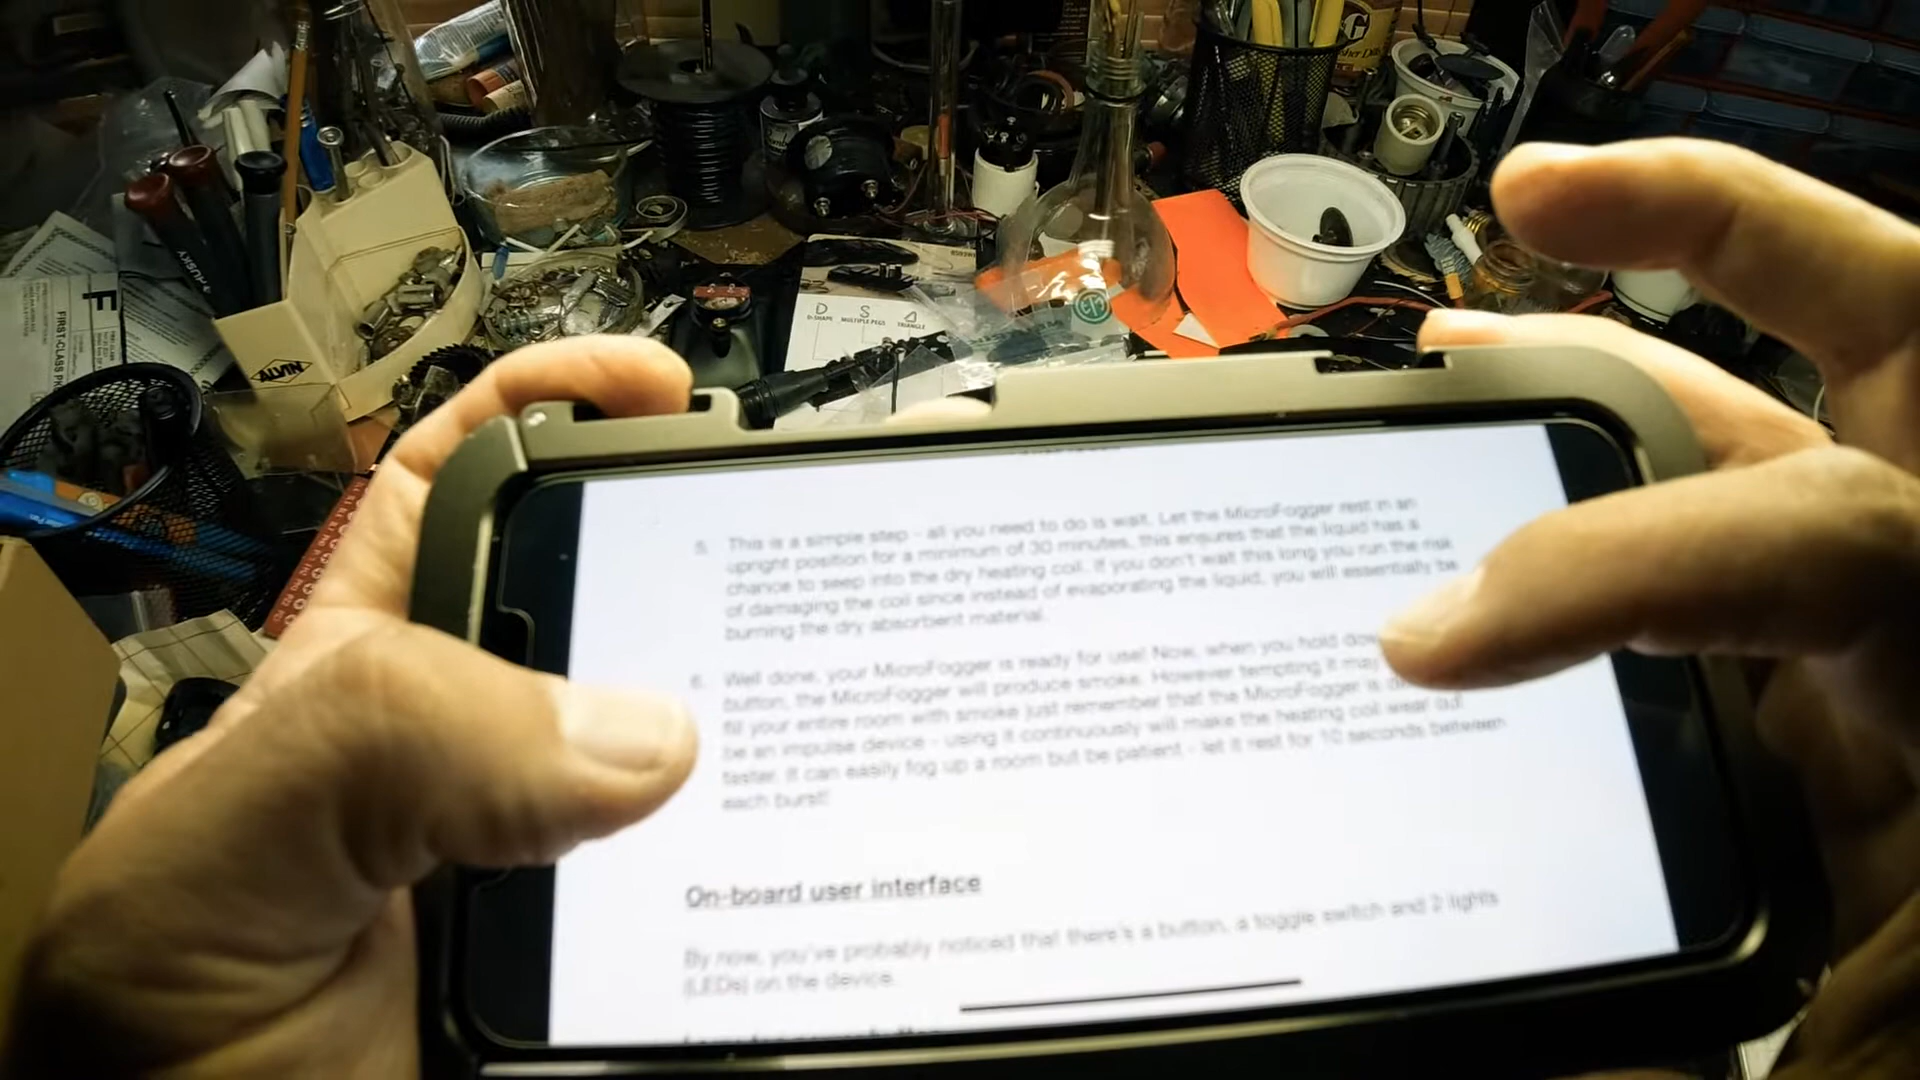 G
sher Dill
HUSKY
F
FIRST-CLASS
ALVIN
D S
D-SHAPE MULTIPLE PEGS TRIANGLE
5. This is a simple step - all you need to do is wait. Let the MicroFogger rest in an
upright position for a minimum of 30 minutes, this ensures that the liquid has a
chance to seep into the dry heating coil. If you don't wait this long you run the risk
of damaging the coil since instead of evaporating the liquid, you will essentially be
burning the dry absorbent material.
6. Well done, your MicroFogger is ready for use! Now, when you hold dow
button, the MicroFogger will produce smoke. However tempting it may
fill your entire room with smoke just remember that the MicroFogger is
be an impulse device - using it continuously will make the heating coil wear out
faster. It can easily fog up a room but be patient - let it rest for 10 seconds between
each burst!
On-board user interface
By now, you've probably noticed that there's a button, a toggle switch and 2 lights
(LEDs) on the device.